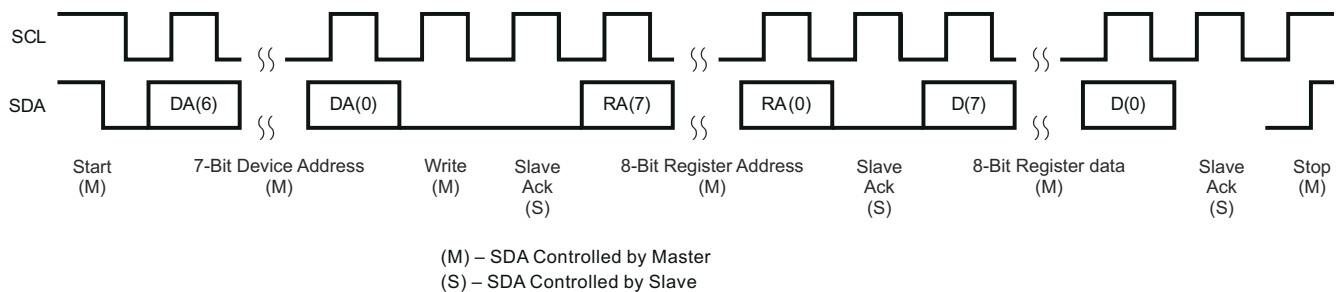 SCL
SDA
DA(6)
DA(0)
RA(7)
RA(0)
D(7)
D(0)
Start
(M)
7-Bit Device Address
(M)
Write
(M)
Slave
Ack
(S)
8-Bit Register Address
(M)
Slave
Ack
(S)
8-Bit Register data
(M)
Slave
Ack
(S)
Stop
(M)
(M) – SDA Controlled by Master
(S) – SDA Controlled by Slave